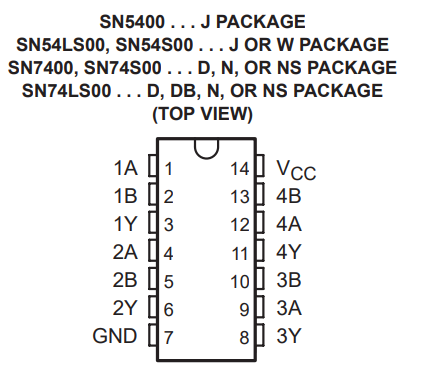 SN5400 . . . J PACKAGE
SN54LS00, SN54S00 . . . J OR W PACKAGE
SN7400, SN74S00 . . . D, N, OR NS PACKAGE
SN74LS00 . . . D, DB, N, OR NS PACKAGE
(TOP VIEW)
1A 1 14 VCC
1B 2 13 4B
1Y 3 12 4A
2A 4 11 4Y
2B 5 10 3B
2Y 6 9 3A
GND 7 8 3Y